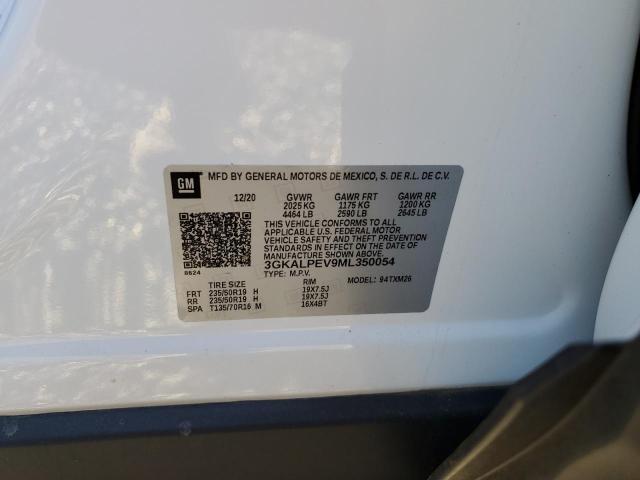 GM MFD BY GENERAL MOTORS DE MEXICO, S. DE R.L. DE C.V.
12/20 GVWR GAWR FRT GAWR RR
2025 KG 1175 KG 1200 KG
4464 LB 2590 LB 2645 LB
THIS VEHICLE CONFORMS TO ALL
APPLICABLE U.S. FEDERAL MOTOR
VEHICLE SAFETY, BUMPER, AND THEFT PREVENTION
STANDARDS IN EFFECT ON THE DATE OF
MANUFACTURE SHOWN ABOVE.
3GKALPEV9ML350054
8624 TYPE: M.P.V. MODEL: 94TXM26
TIRE SIZE RIM
FRT 235/50R19 H 19X7.5J
RR 235/50R19 H 19X7.5J
SPA T135/70R16 M 16X4BT